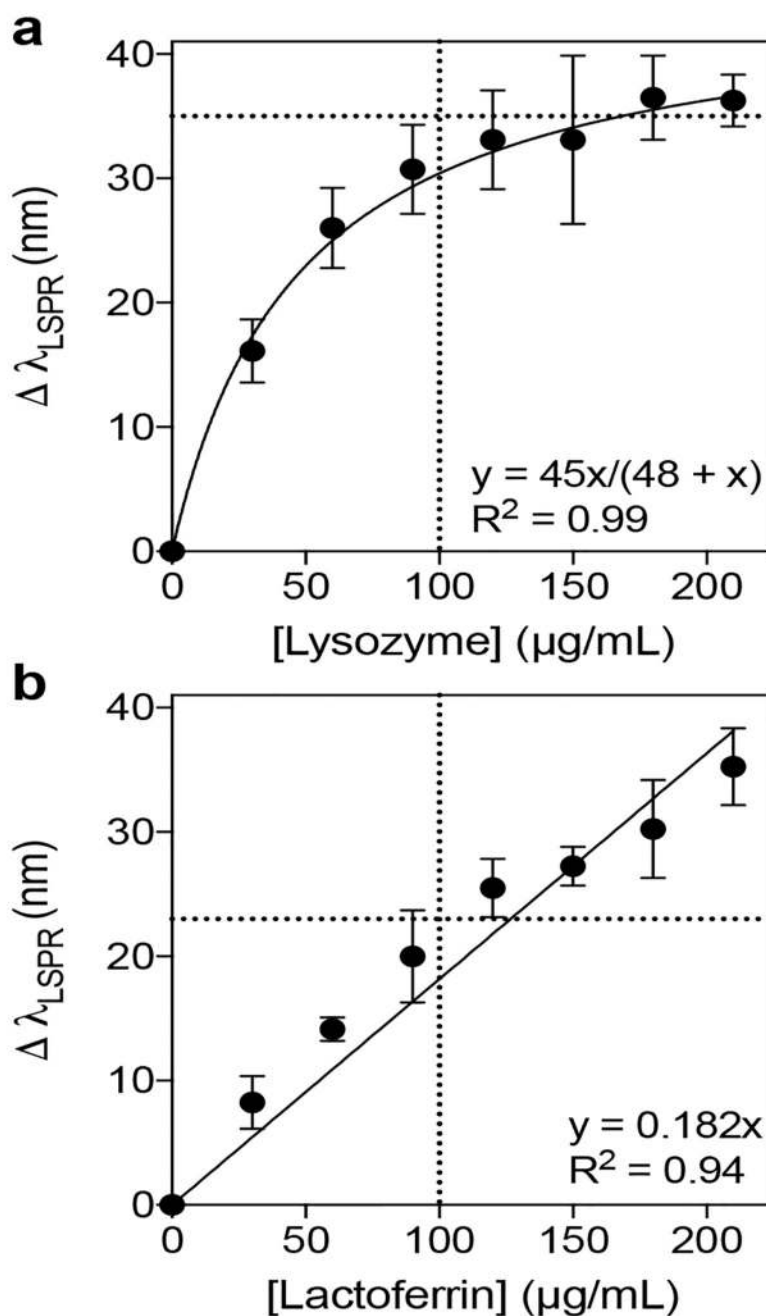 a
40
30
20
10
0
Δ λLSPR (nm)
y = 45x/(48 + x)
R² = 0.99
0 50 100 150 200
[Lysozyme] (µg/mL)
b
40
30
20
10
0
Δ λLSPR (nm)
y = 0.182x
R² = 0.94
0 50 100 150 200
[Lactoferrin] (µg/mL)